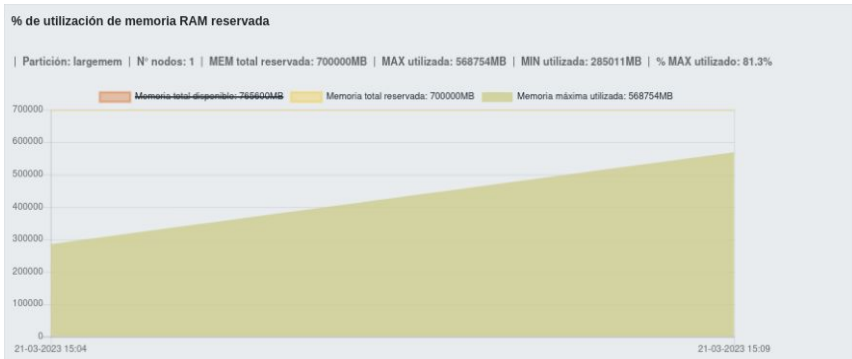 % de utilización de memoria RAM reservada
| Partición: largemem | N° nodos: 1 | MEM total reservada: 700000MB | MAX utilizada: 568754MB | MIN utilizada: 285011MB | % MAX utilizado: 81.3%
Memoria total disponible: 765600MB Memoria total reservada: 700000MB Memoria máxima utilizada: 568754MB
700000
600000
500000
400000
300000
200000
100000
0
21-03-2023 15:04 21-03-2023 15:09